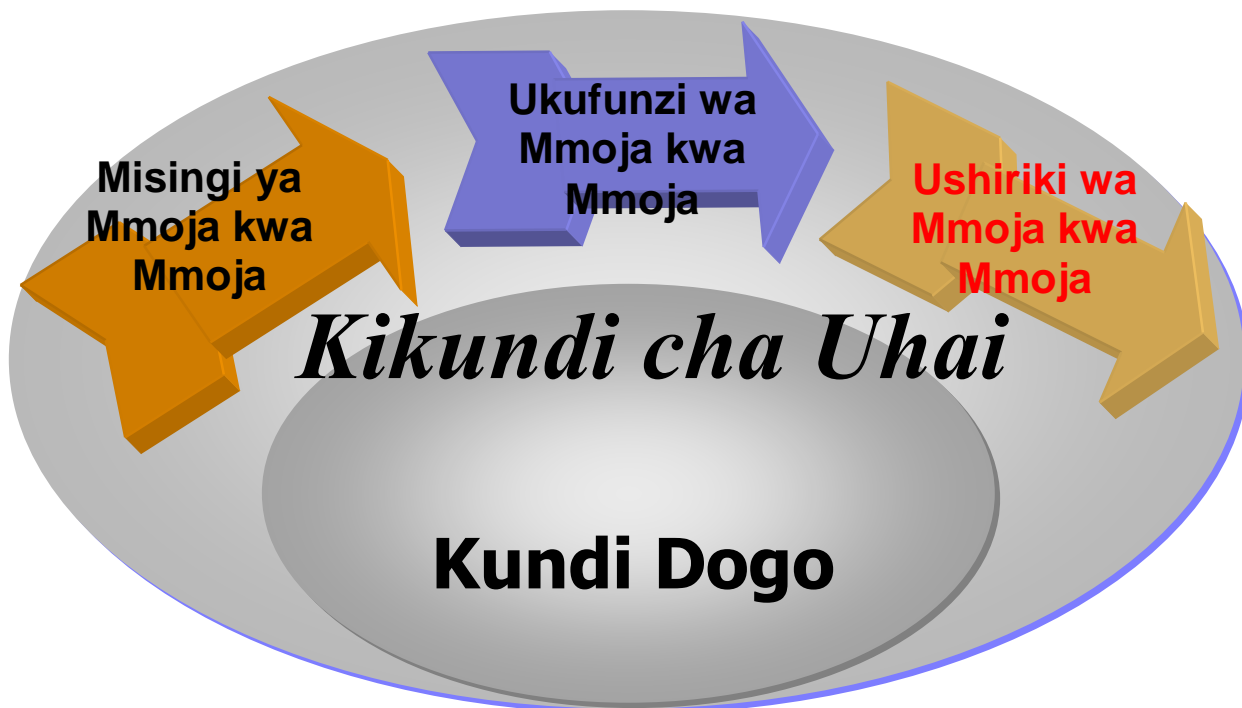 Misingi ya
Mmoja kwa
Mmoja
Ukufunzi wa
Mmoja kwa
Mmoja
Ushiriki wa
Mmoja kwa
Mmoja
Kikundi cha Uhai
Kundi Dogo